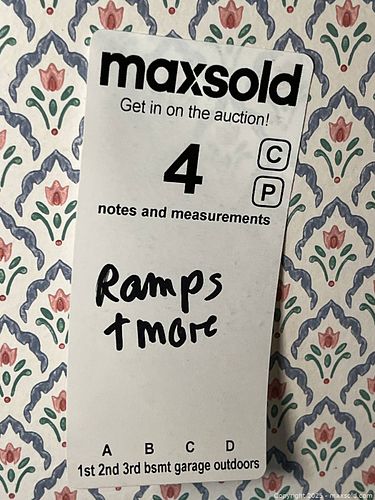 maxsold
Get in on the auction!
4
C
P
notes and measurements
Ramps
+ more
A B C D
1st 2nd 3rd bsmt garage outdoors
Copyright 2025 - maxsold.com